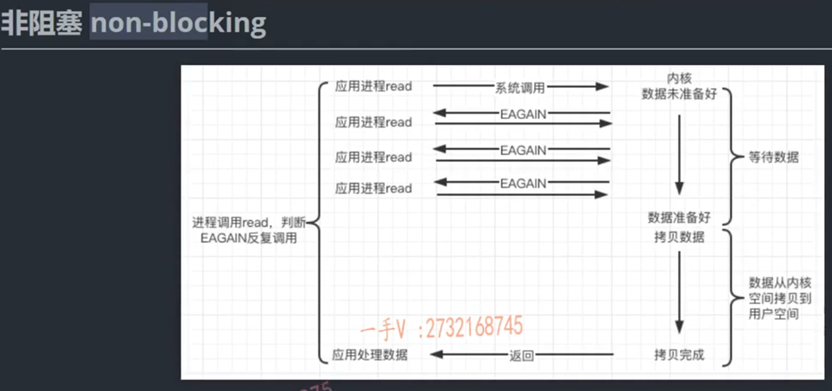 非阻塞 non-blocking
应用进程read
系统调用
内核
数据未准备好
应用进程read
EAGAIN
应用进程read
EAGAIN
等待数据
应用进程read
EAGAIN
进程调用read，判断
EAGAIN反复调用
数据准备好
拷贝数据
数据从内核
空间拷贝到
用户空间
一手V :2732168745
应用处理数据
返回
拷贝完成